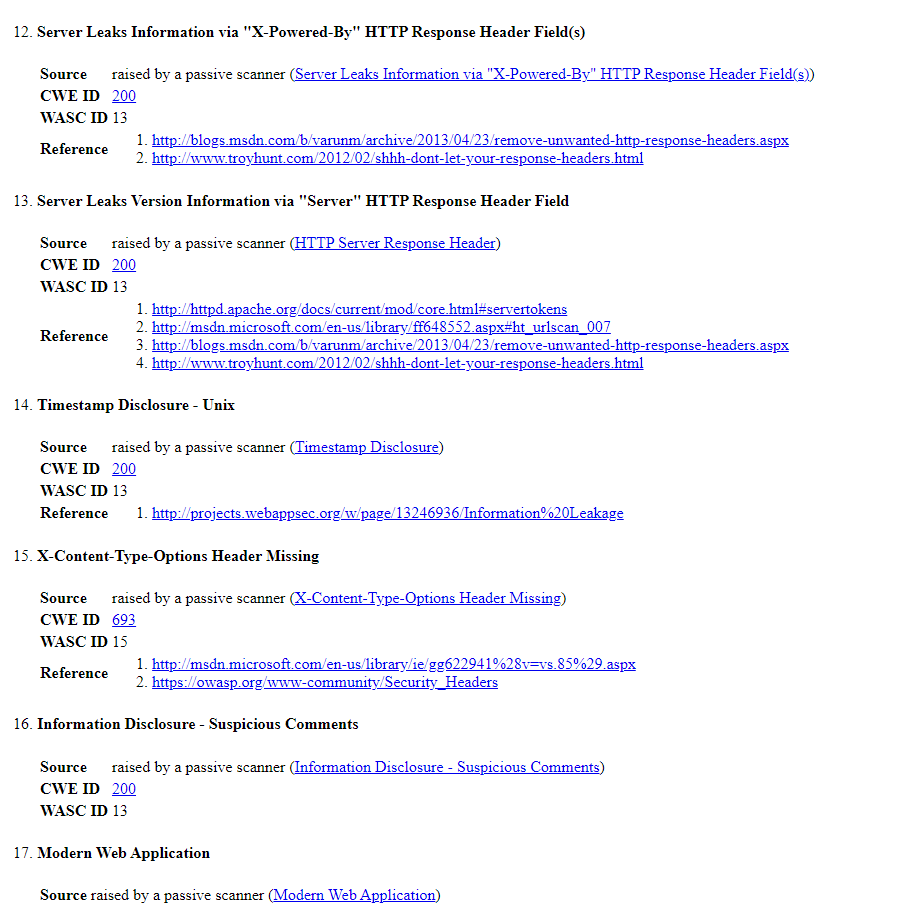 12. Server Leaks Information via "X-Powered-By" HTTP Response Header Field(s)
Source raised by a passive scanner (Server Leaks Information via "X-Powered-By" HTTP Response Header Field(s))
CWE ID 200
WASC ID 13
Reference
1. http://blogs.msdn.com/b/varunm/archive/2013/04/23/remove-unwanted-http-response-headers.aspx
2. http://www.troyhunt.com/2012/02/shhh-dont-let-your-response-headers.html
13. Server Leaks Version Information via "Server" HTTP Response Header Field
Source raised by a passive scanner (HTTP Server Response Header)
CWE ID 200
WASC ID 13
Reference
1. http://httpd.apache.org/docs/current/mod/core.html#servertokens
2. http://msdn.microsoft.com/en-us/library/ff648552.aspx#ht_urlscan_007
3. http://blogs.msdn.com/b/varunm/archive/2013/04/23/remove-unwanted-http-response-headers.aspx
4. http://www.troyhunt.com/2012/02/shhh-dont-let-your-response-headers.html
14. Timestamp Disclosure - Unix
Source raised by a passive scanner (Timestamp Disclosure)
CWE ID 200
WASC ID 13
Reference 1. http://projects.webappsec.org/w/page/13246936/Information%20Leakage
15. X-Content-Type-Options Header Missing
Source raised by a passive scanner (X-Content-Type-Options Header Missing)
CWE ID 693
WASC ID 15
Reference
1. http://msdn.microsoft.com/en-us/library/ie/gg622941%28v=vs.85%29.aspx
2. https://owasp.org/www-community/Security_Headers
16. Information Disclosure - Suspicious Comments
Source raised by a passive scanner (Information Disclosure - Suspicious Comments)
CWE ID 200
WASC ID 13
17. Modern Web Application
Source raised by a passive scanner (Modern Web Application)